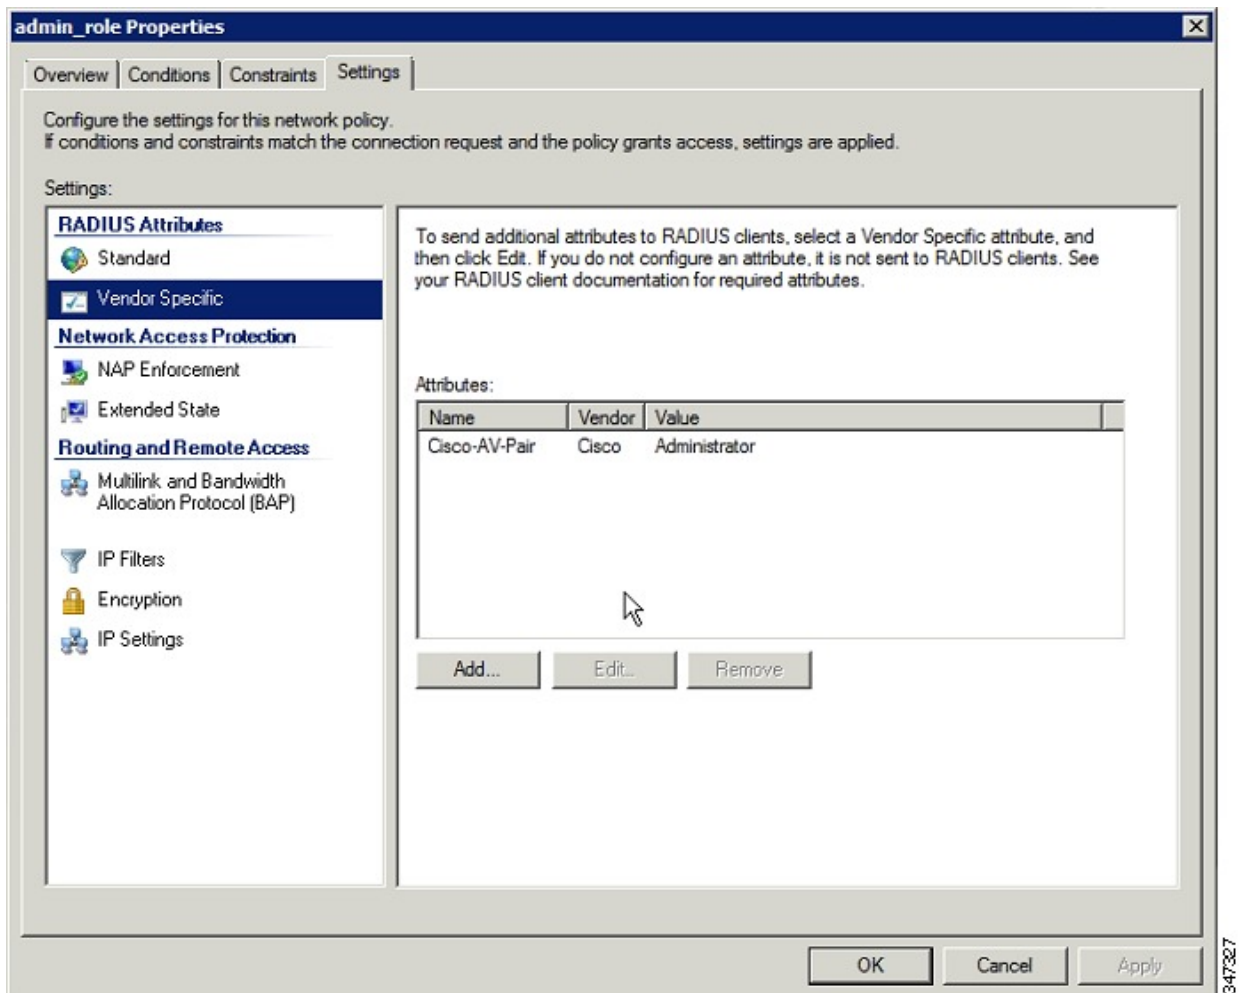 admin_role Properties
Overview
Conditions
Constraints
Settings
Configure the settings for this network policy.
If conditions and constraints match the connection request and the policy grants access, settings are applied.
Settings:
RADIUS Attributes
Standard
Vendor Specific
Network Access Protection
NAP Enforcement
Extended State
Routing and Remote Access
Multilink and Bandwidth
Allocation Protocol (BAP)
IP Filters
Encryption
IP Settings
To send additional attributes to RADIUS clients, select a Vendor Specific attribute, and
then click Edit. If you do not configure an attribute, it is not sent to RADIUS clients. See
your RADIUS client documentation for required attributes.
Attributes:
Name Vendor Value
Cisco-AV-Pair Cisco Administrator
Add... Edit... Remove
OK Cancel Apply
347327